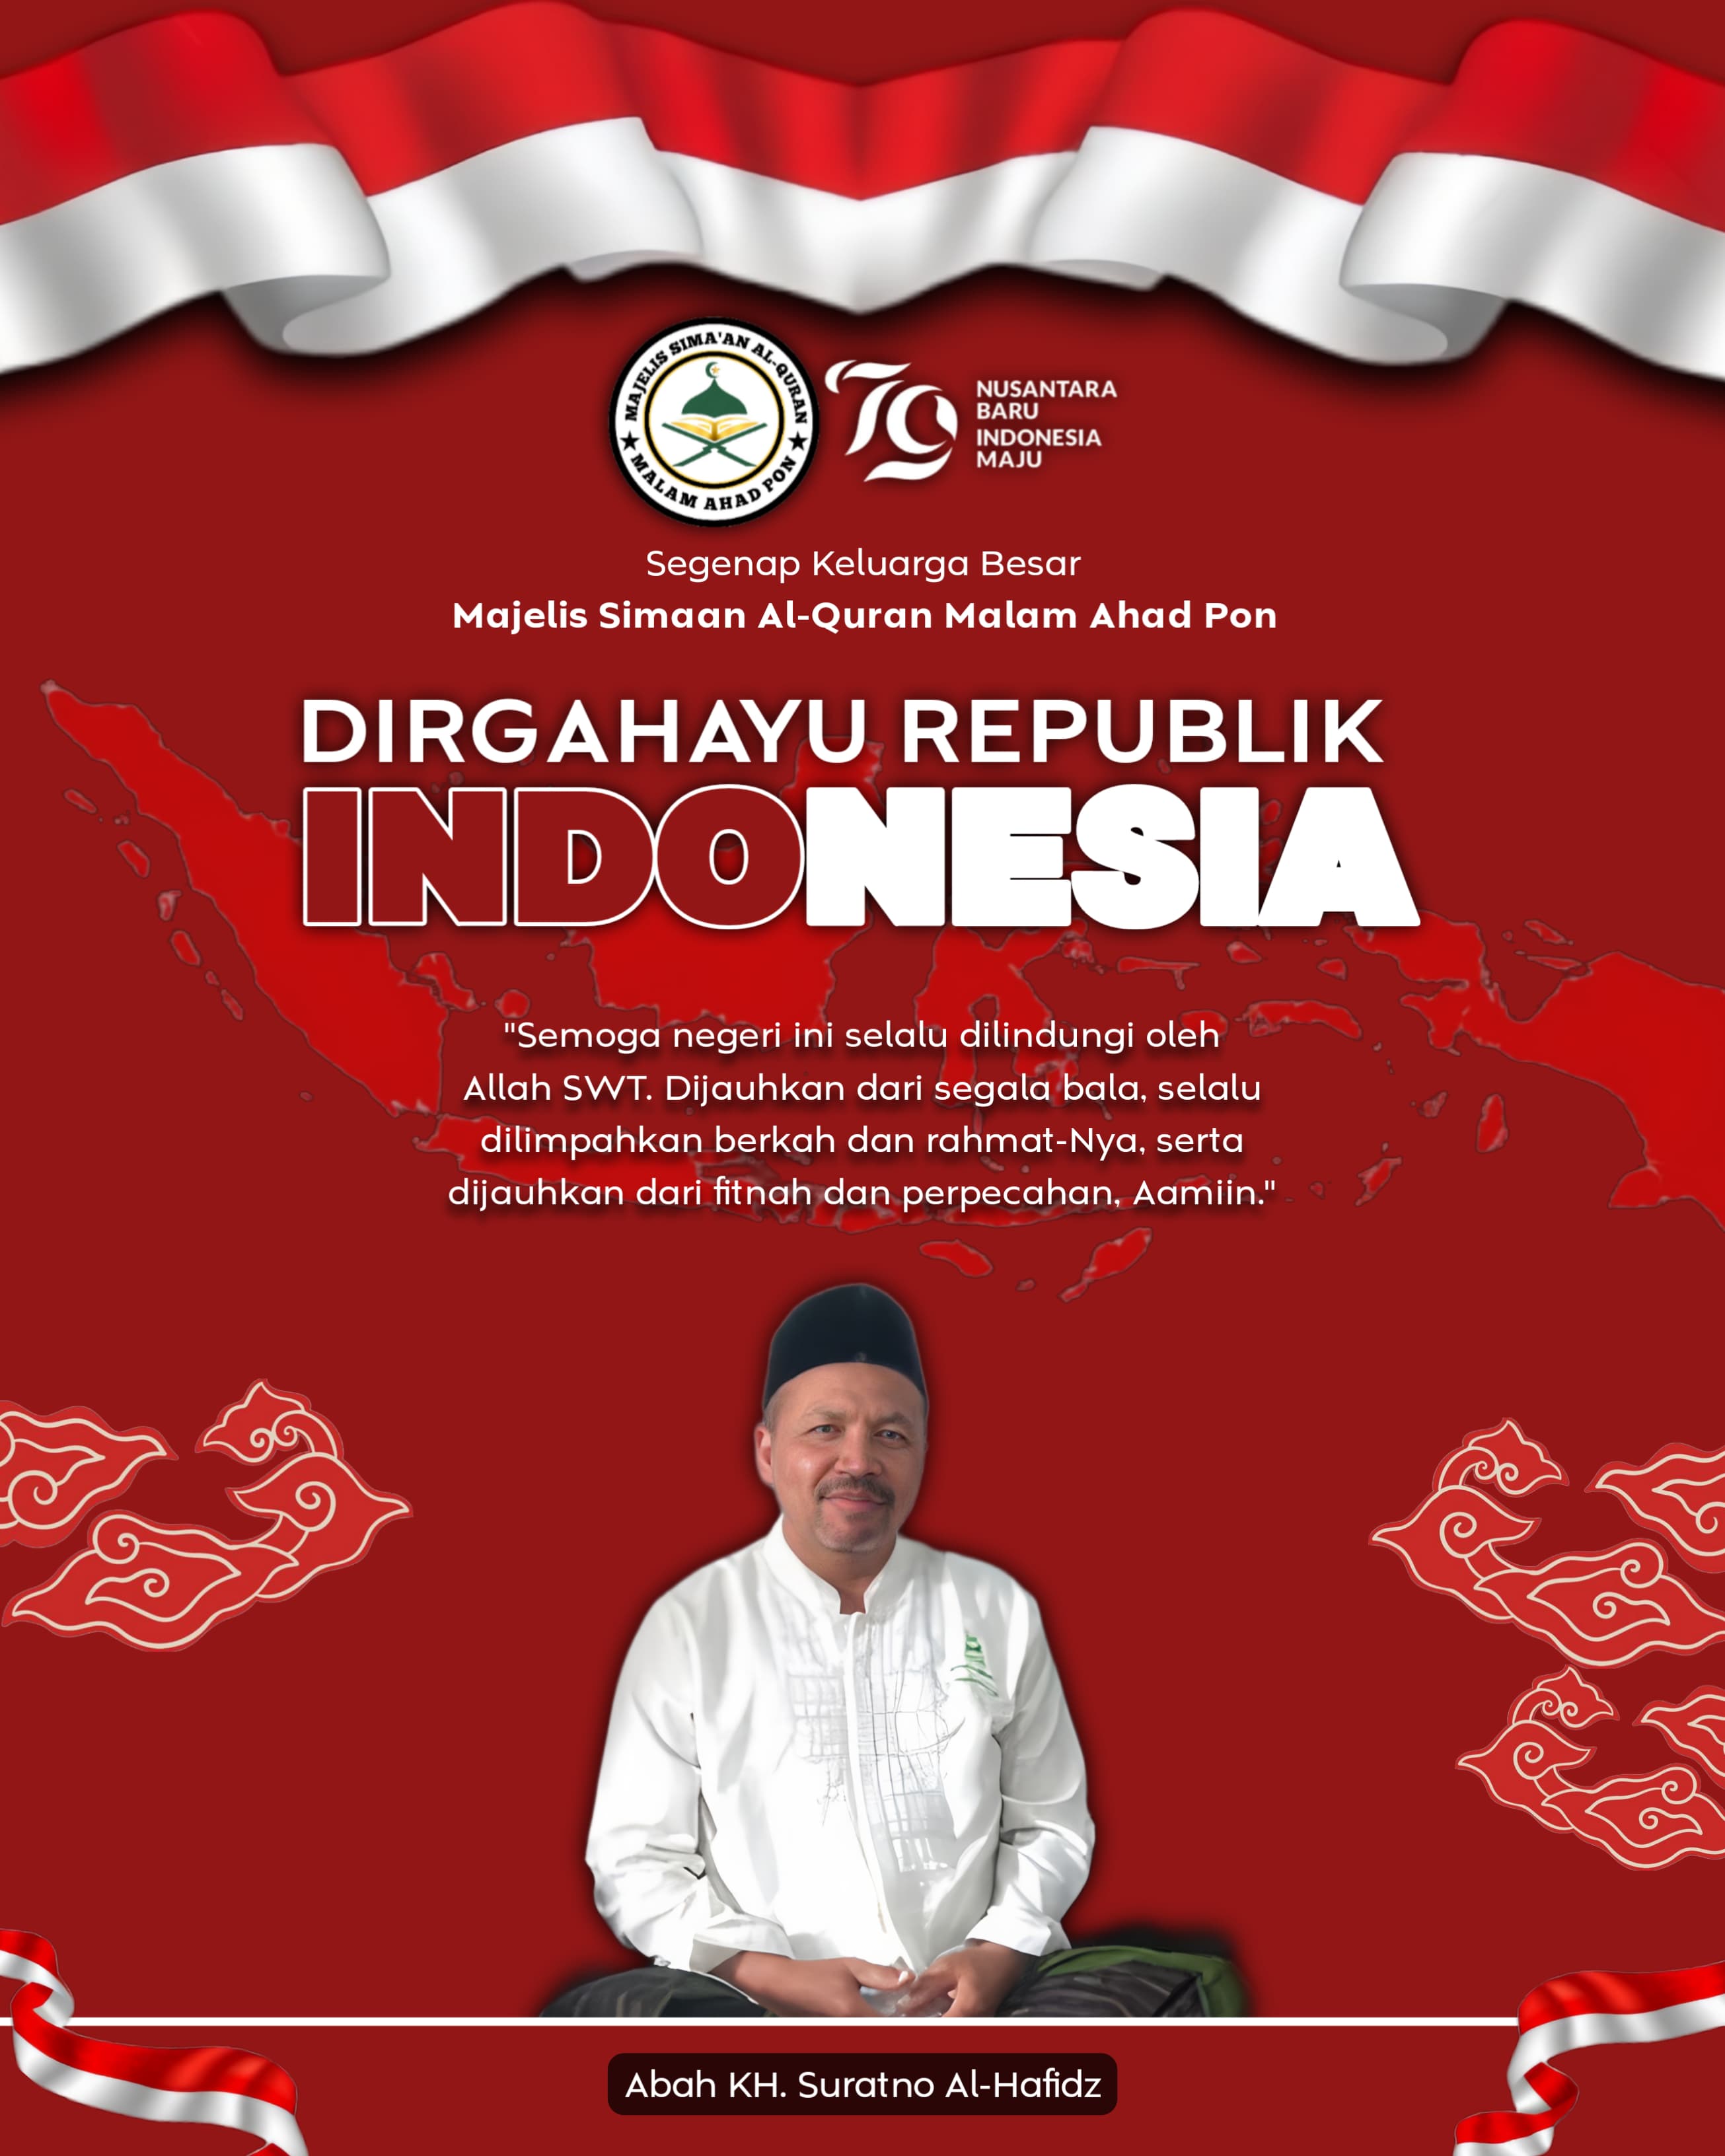 MAJELIS SIMA'AN AL-QURAN
★ MALAM AHAD PON ★
79
NUSANTARA
BARU
INDONESIA
MAJU
Segenap Keluarga Besar
Majelis Simaan Al-Quran Malam Ahad Pon
DIRGAHAYU REPUBLIK
INDONESIA
"Semoga negeri ini selalu dilindungi oleh
Allah SWT. Dijauhkan dari segala bala, selalu
dilimpahkan berkah dan rahmat-Nya, serta
dijauhkan dari fitnah dan perpecahan, Aamiin."
Abah KH. Suratno Al-Hafidz